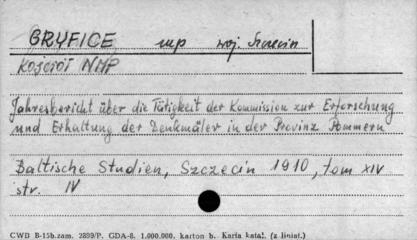 GRYFICE mp woj. Szczecin
Kościół NMP
Jahresbericht über die Tätigkeit der Kommission zur Erforschung
und Erhaltung der Denkmäler in der Provinz Pommern
Baltische Studien, Szczecin 1910, tom XIV
str. IV
CWD B-15b.zam. 2899/P. GDA-8. 1.000.000. karton b. Karta katal. (z liniat.)